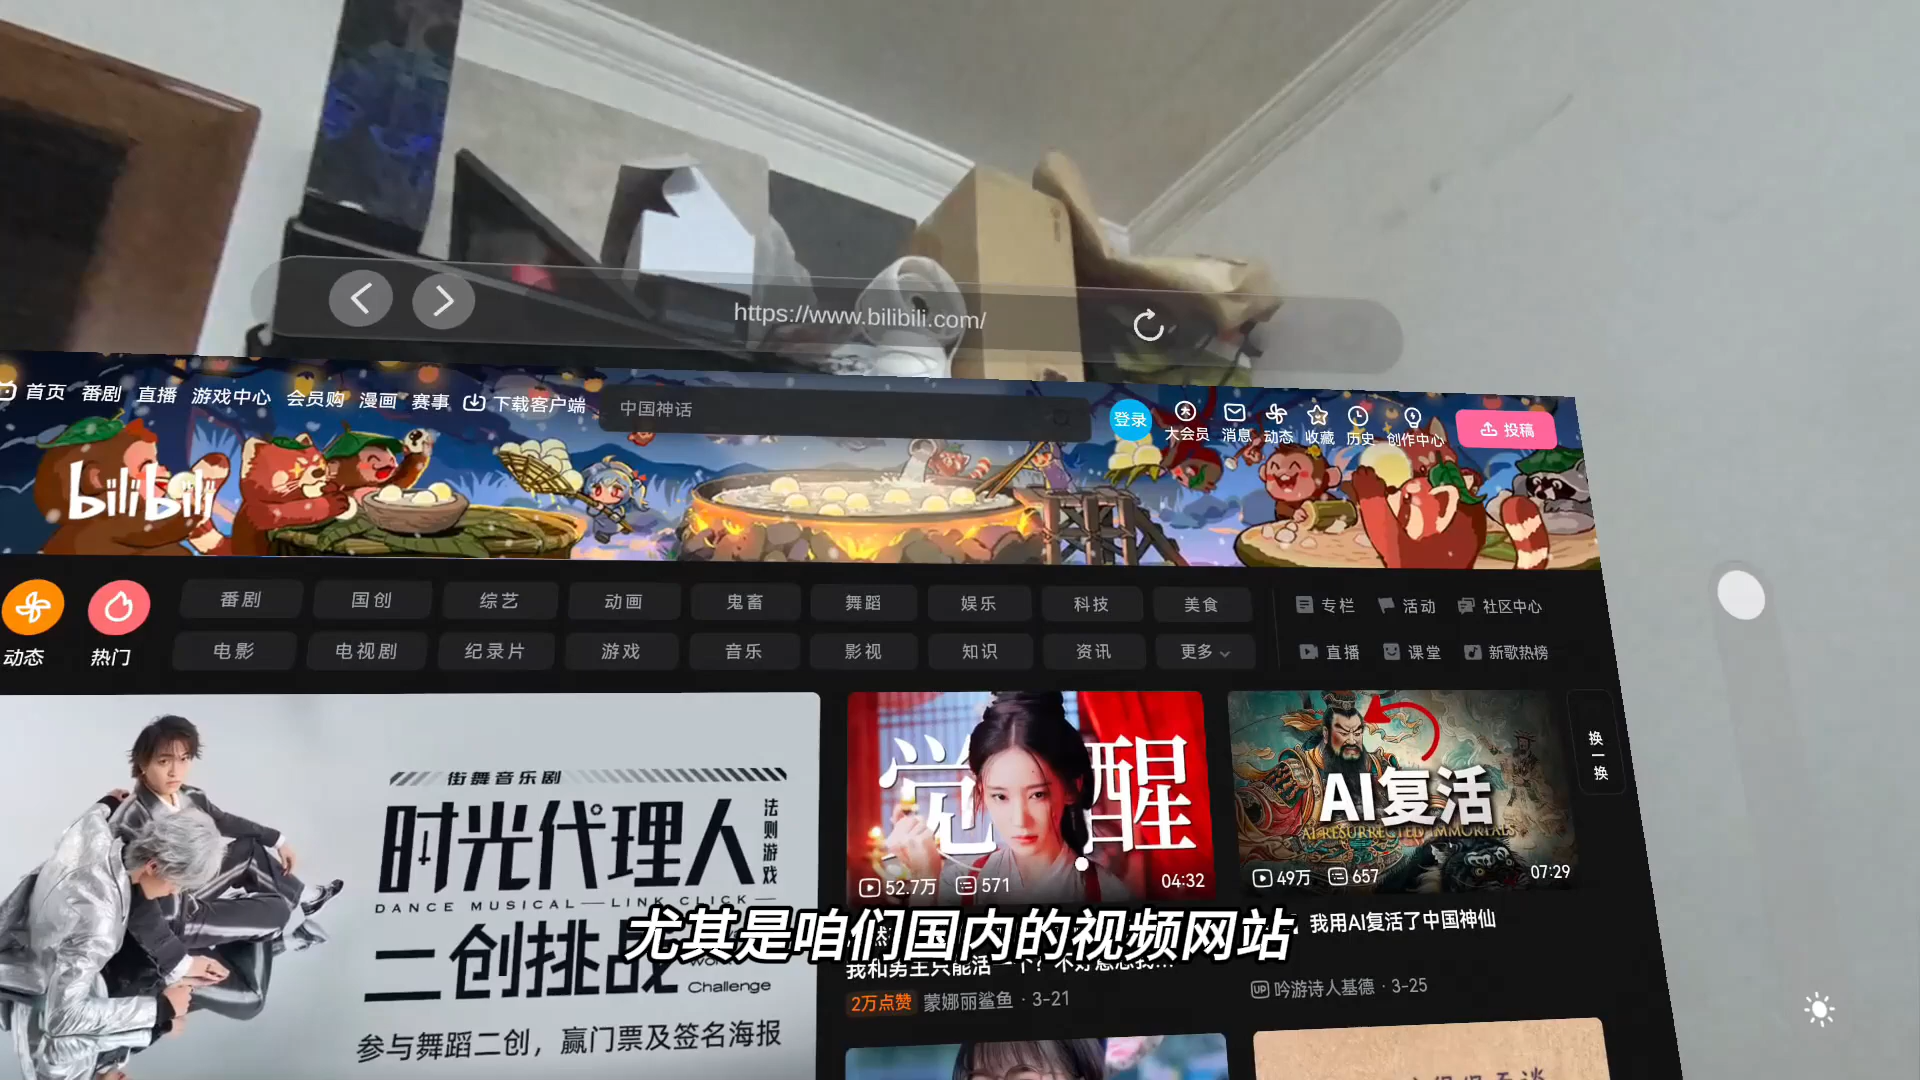 https://www.bilibili.com/
首页 番剧 直播 游戏中心 会员购 漫画 赛事 下载客户端
中国神话
登录 大会员 消息 动态 收藏 历史 创作中心 投稿
bilibili
动态 热门
番剧 国创 综艺 动画 鬼畜 舞蹈 娱乐 科技 美食
专栏 活动 社区中心
电影 电视剧 纪录片 游戏 音乐 影视 知识 资讯 更多
直播 课堂 新歌热榜
街舞音乐剧
时光代理人
法则游戏
DANCE MUSICAL—LINK CLICK—
二创挑战
Challenge
参与舞蹈二创，赢门票及签名海报
觉醒
52.7万 571 04:32
我和男主只能活一个？
2万点赞 蒙娜丽鲨鱼 · 3-21
AI复活
AI RESURRECTED IMMORTALS
49万 657 07:29
我用AI复活了中国神仙
UP 吟游诗人基德 · 3-25
换一换
尤其是咱们国内的视频网站